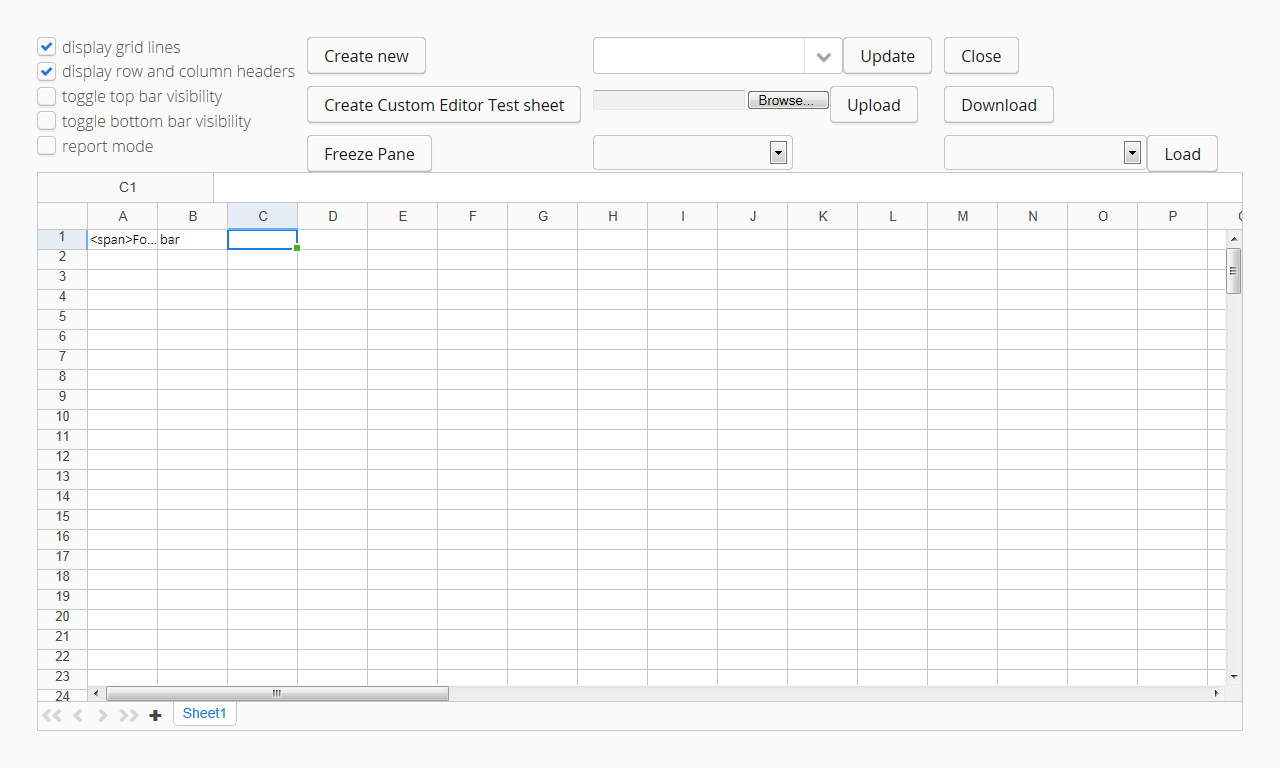 display grid lines
display row and column headers
toggle top bar visibility
toggle bottom bar visibility
report mode
Create new
Update
Close
Create Custom Editor Test sheet
Browse...
Upload
Download
Freeze Pane
Load
C1
A B C D E F G H I J K L M N O P
1 <span>Fo... bar
2
3
4
5
6
7
8
9
10
11
12
13
14
15
16
17
18
19
20
21
22
23
24
Sheet1